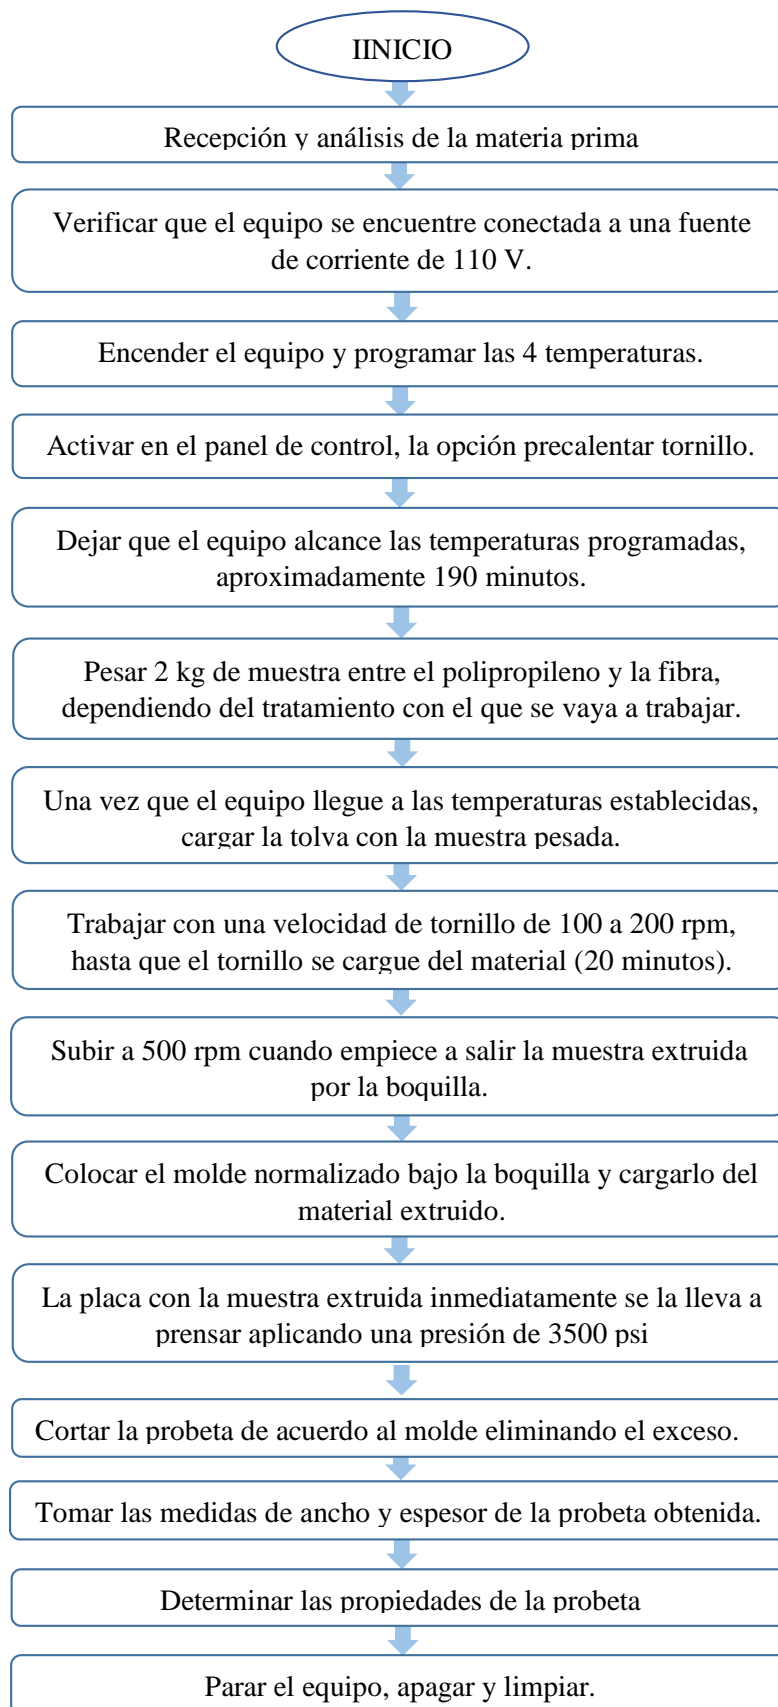 IINICIO
Recepción y análisis de la materia prima
Verificar que el equipo se encuentre conectada a una fuente
de corriente de 110 V.
Encender el equipo y programar las 4 temperaturas.
Activar en el panel de control, la opción precalentar tornillo.
Dejar que el equipo alcance las temperaturas programadas,
aproximadamente 190 minutos.
Pesar 2 kg de muestra entre el polipropileno y la fibra,
dependiendo del tratamiento con el que se vaya a trabajar.
Una vez que el equipo llegue a las temperaturas establecidas,
cargar la tolva con la muestra pesada.
Trabajar con una velocidad de tornillo de 100 a 200 rpm,
hasta que el tornillo se cargue del material (20 minutos).
Subir a 500 rpm cuando empiece a salir la muestra extruida
por la boquilla.
Colocar el molde normalizado bajo la boquilla y cargarlo del
material extruido.
La placa con la muestra extruida inmediatamente se la lleva a
prensar aplicando una presión de 3500 psi
Cortar la probeta de acuerdo al molde eliminando el exceso.
Tomar las medidas de ancho y espesor de la probeta obtenida.
Determinar las propiedades de la probeta
Parar el equipo, apagar y limpiar.